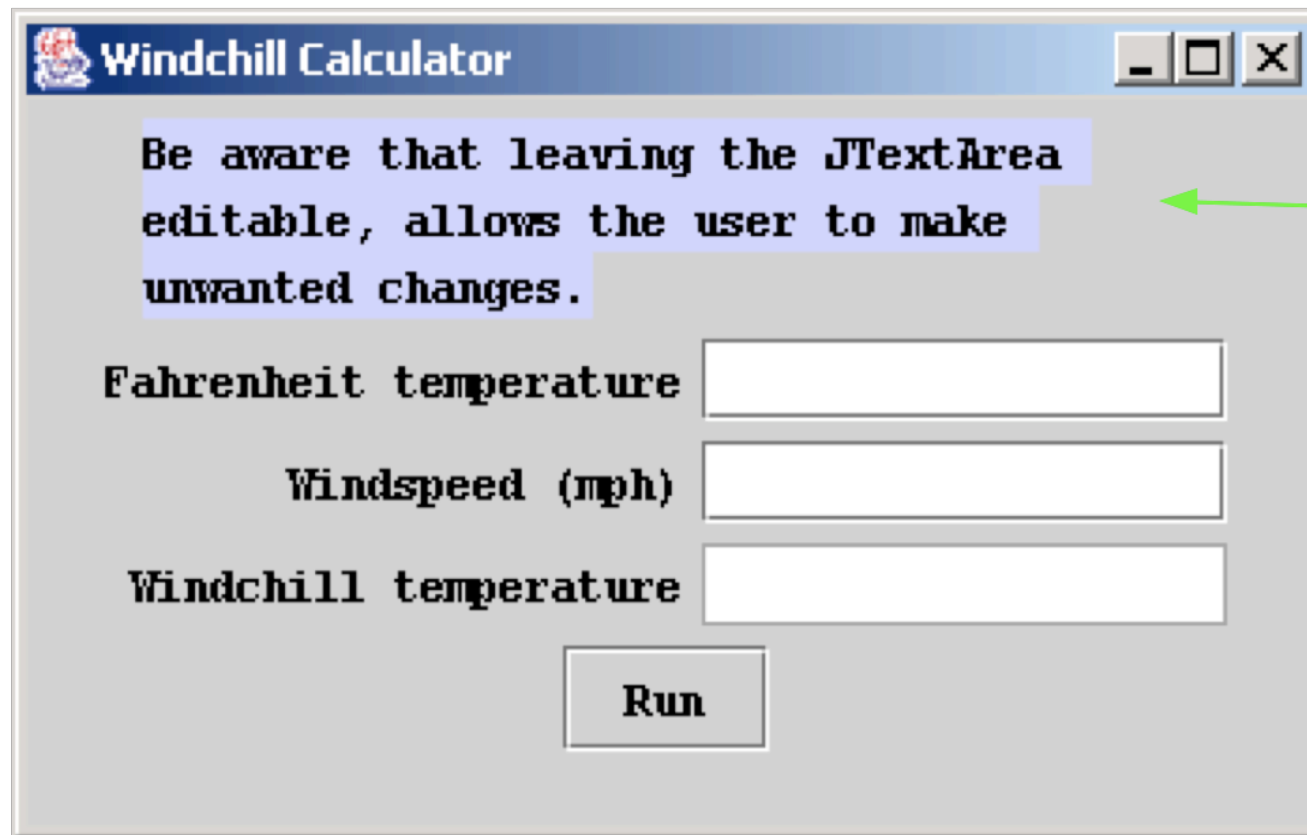 Windchill Calculator
Be aware that leaving the JTextArea
editable, allows the user to make
unwanted changes.
Fahrenheit temperature
Windspeed (mph)
Windchill temperature
Run